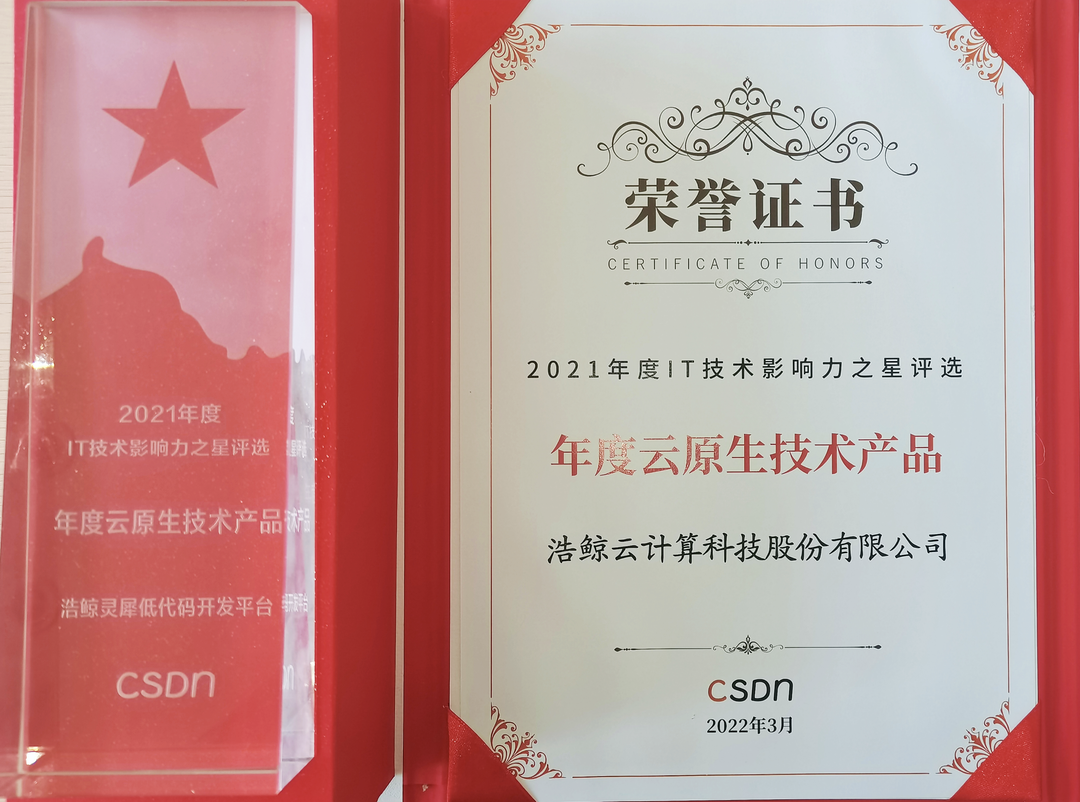 2021年度
IT技术影响力之星评选
年度云原生技术产品
浩鲸灵犀低代码开发平台
CSDN
荣誉证书
CERTIFICATE OF HONORS
2021年度IT技术影响力之星评选
年度云原生技术产品
浩鲸云计算科技股份有限公司
CSDN
2022年3月